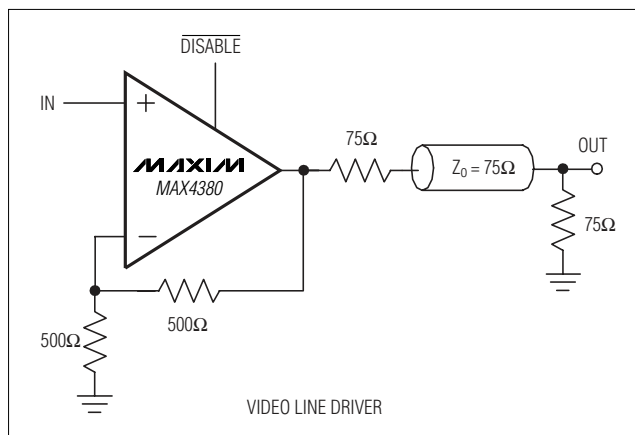 DISABLE
IN
+
MAXIM
MAX4380
−
75Ω
Z₀ = 75Ω
OUT
75Ω
500Ω
500Ω
VIDEO LINE DRIVER